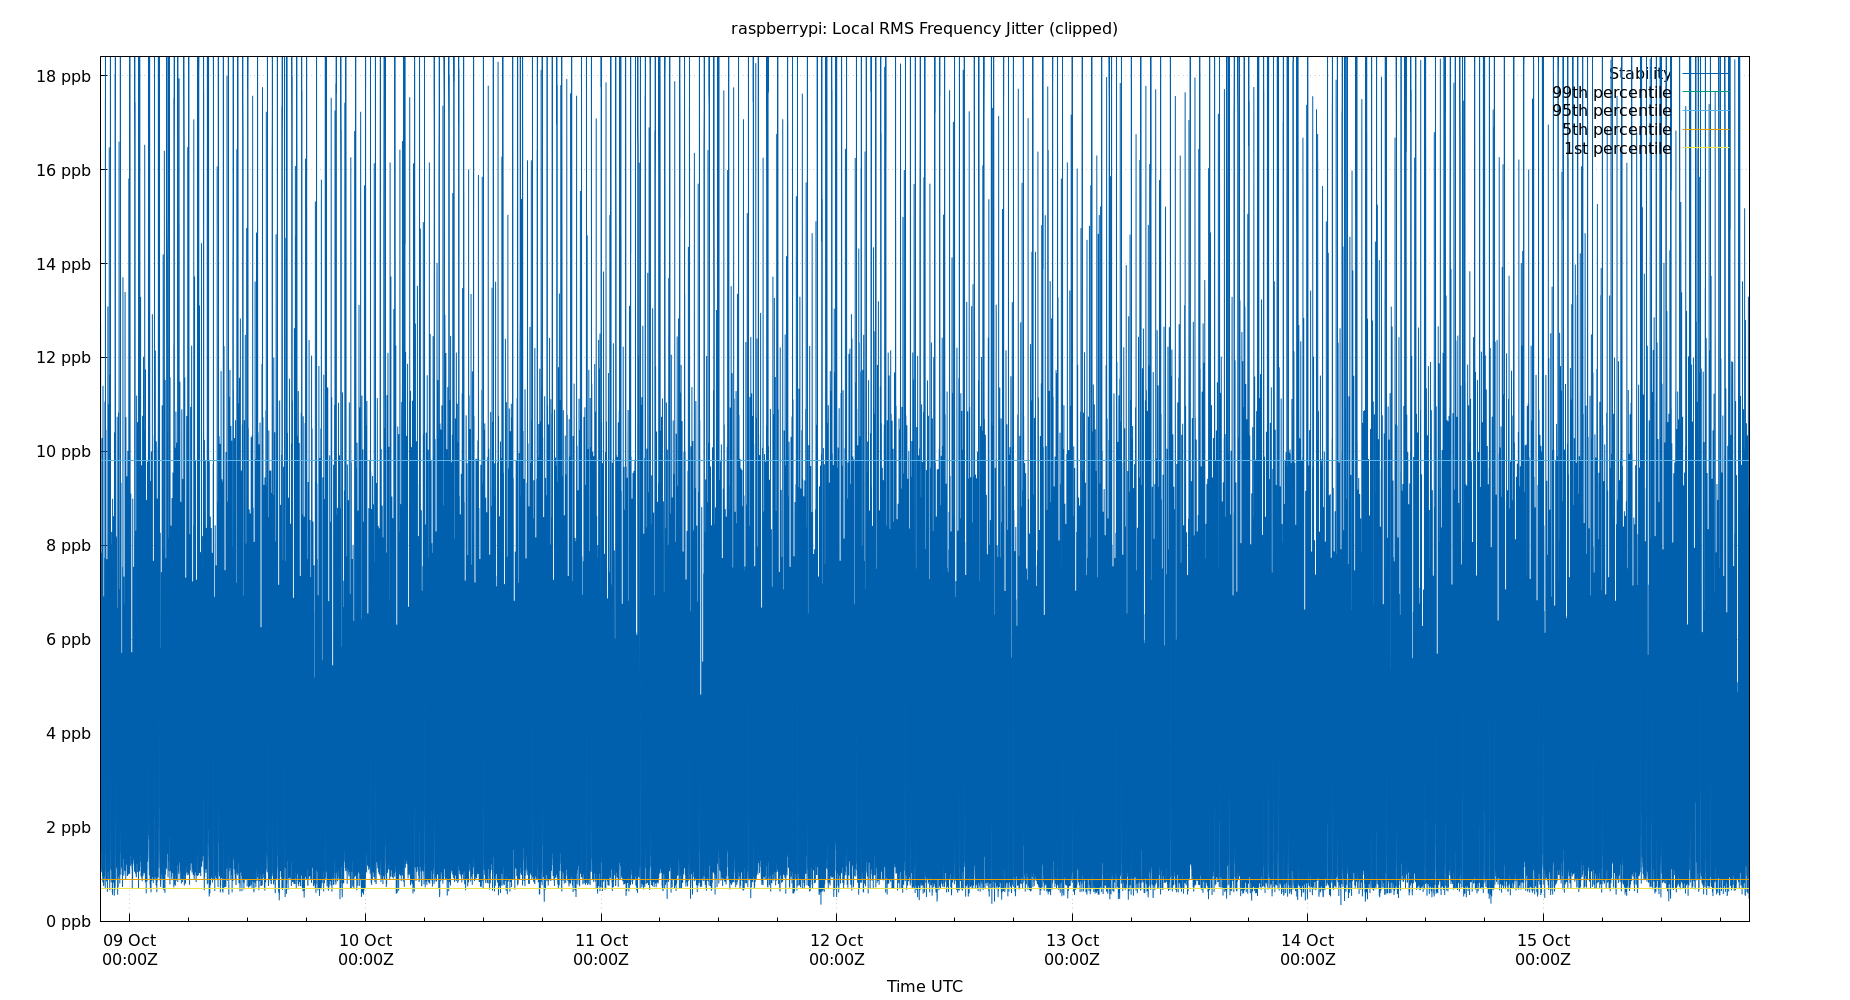 raspberrypi: Local RMS Frequency Jitter (clipped)
18 ppb
16 ppb
14 ppb
12 ppb
10 ppb
8 ppb
6 ppb
4 ppb
2 ppb
0 ppb
Stability
99th percentile
95th percentile
5th percentile
1st percentile
09 Oct
00:00Z
10 Oct
00:00Z
11 Oct
00:00Z
12 Oct
00:00Z
13 Oct
00:00Z
14 Oct
00:00Z
15 Oct
00:00Z
Time UTC